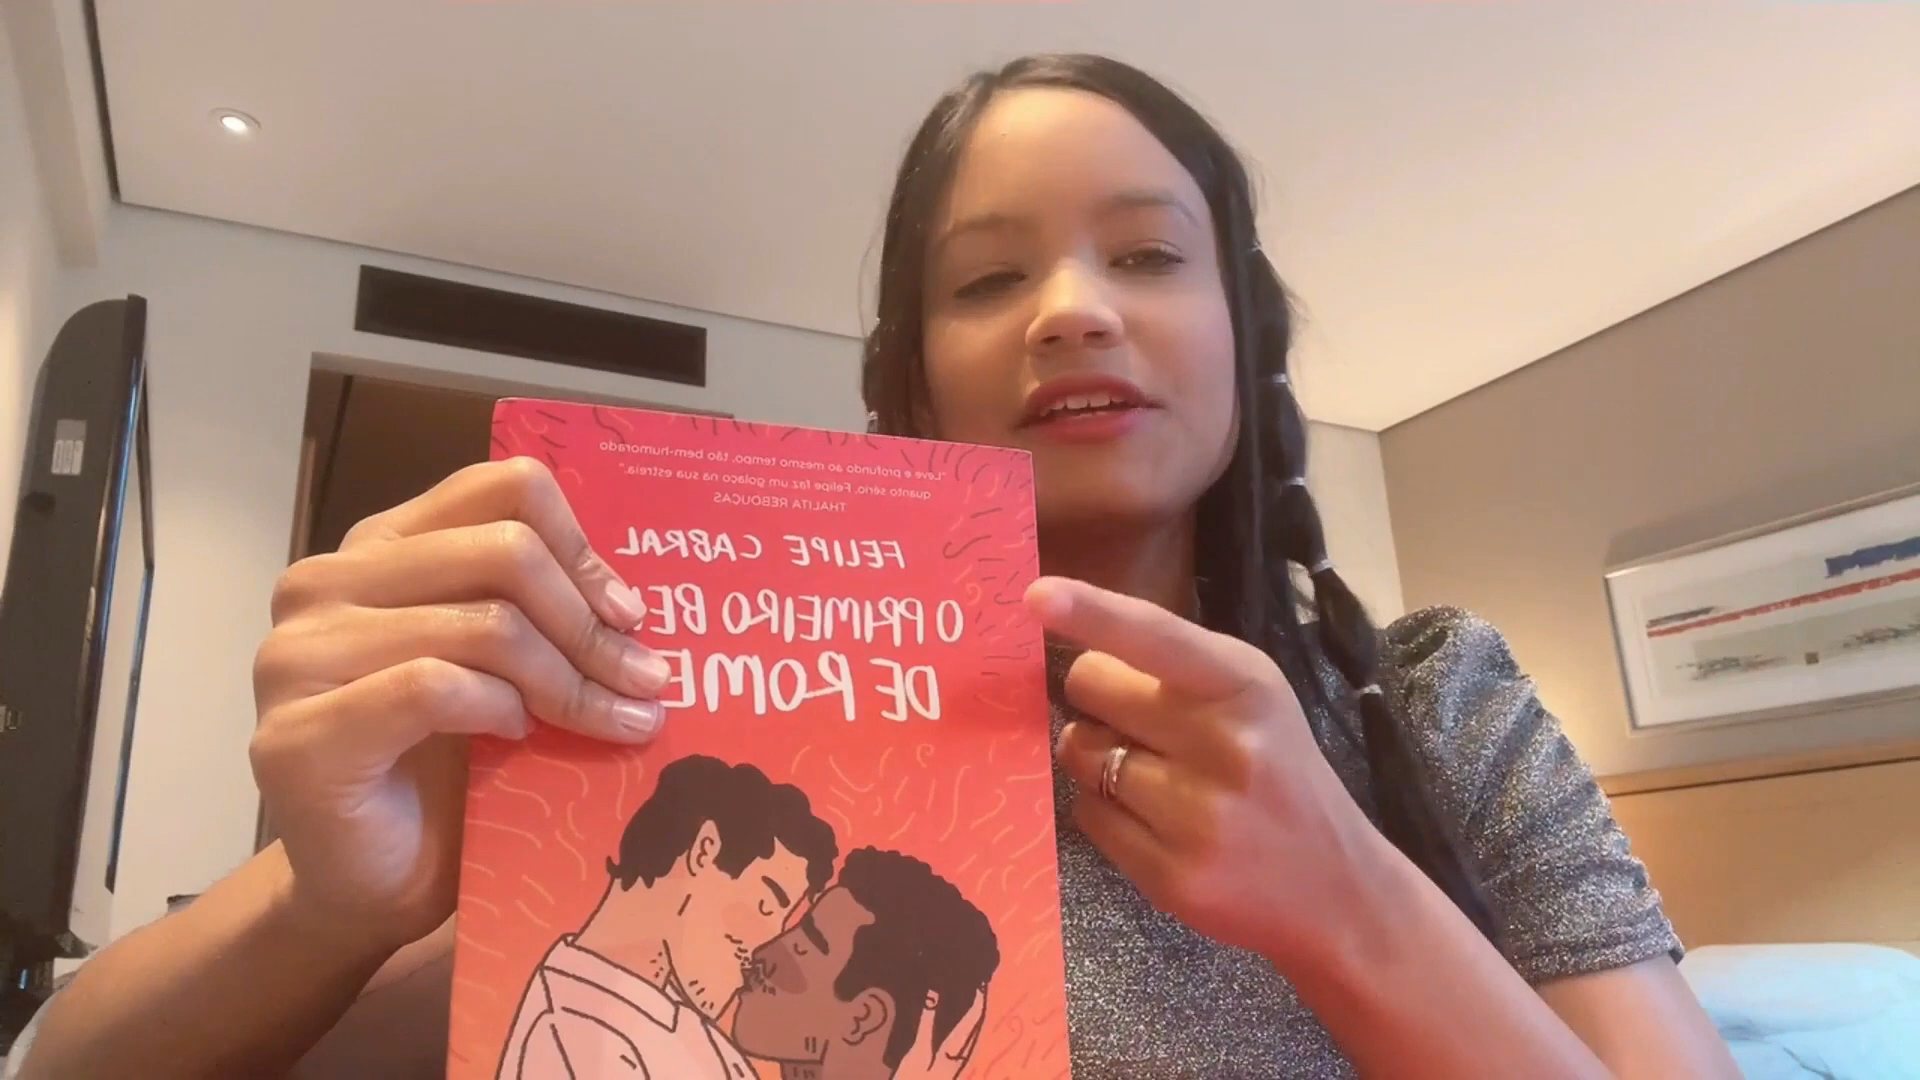 "Leve e profundo ao mesmo tempo, tão bem-humorado
quanto sério, Felipe faz um golaço na sua estreia."
THALITA REBOUÇAS
FELIPE CABRAL
O PRIMEIRO BE
DE ROME